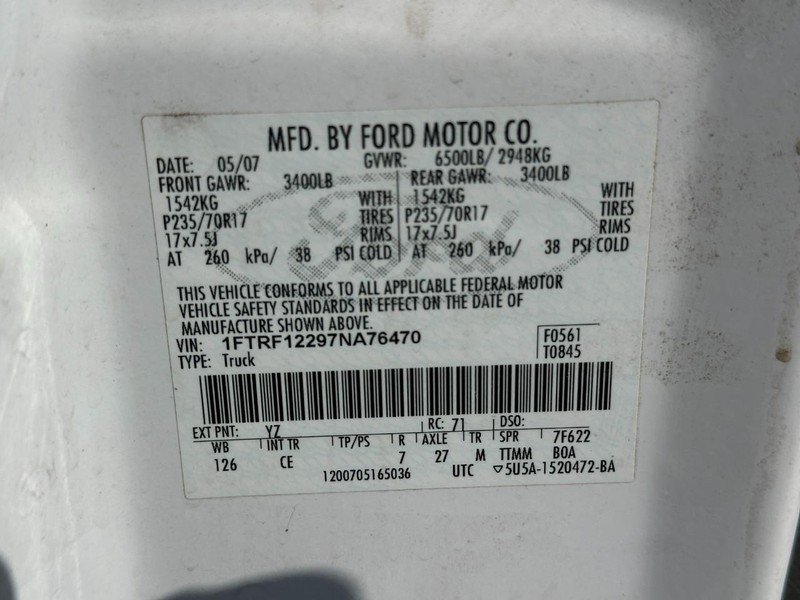 MFD. BY FORD MOTOR CO.
DATE: 05/07 GVWR: 6500LB/ 2948KG
FRONT GAWR: 3400LB REAR GAWR: 3400LB
1542KG WITH 1542KG WITH
P235/70R17 TIRES P235/70R17 TIRES
17x7.5J RIMS 17x7.5J RIMS
AT 260 kPa/ 38 PSI COLD AT 260 kPa/ 38 PSI COLD
Ford
THIS VEHICLE CONFORMS TO ALL APPLICABLE FEDERAL MOTOR
VEHICLE SAFETY STANDARDS IN EFFECT ON THE DATE OF
MANUFACTURE SHOWN ABOVE.
VIN: 1FTRF12297NA76470 F0561
TYPE: Truck T0845
EXT PNT: YZ RC: 71 DSO:
WB INT TR TP/PS R AXLE TR SPR 7F622
126 CE 7 27 M TTMM BOA
1200705165036 UTC ▽5U5A-1520472-BA